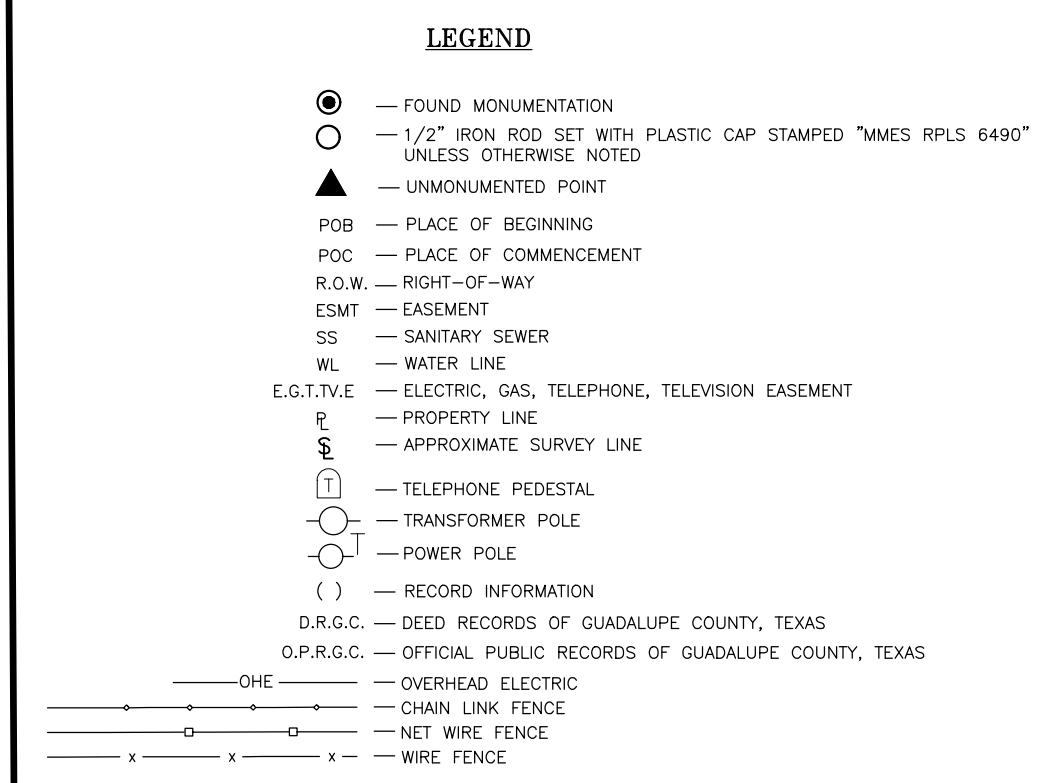 LEGEND
— FOUND MONUMENTATION
— 1/2" IRON ROD SET WITH PLASTIC CAP STAMPED "MMES RPLS 6490"
UNLESS OTHERWISE NOTED
— UNMONUMENTED POINT
POB — PLACE OF BEGINNING
POC — PLACE OF COMMENCEMENT
R.O.W. — RIGHT-OF-WAY
ESMT — EASEMENT
SS — SANITARY SEWER
WL — WATER LINE
E.G.T.TV.E — ELECTRIC, GAS, TELEPHONE, TELEVISION EASEMENT
PL — PROPERTY LINE
SL — APPROXIMATE SURVEY LINE
T — TELEPHONE PEDESTAL
— TRANSFORMER POLE
T — POWER POLE
( ) — RECORD INFORMATION
D.R.G.C. — DEED RECORDS OF GUADALUPE COUNTY, TEXAS
O.P.R.G.C. — OFFICIAL PUBLIC RECORDS OF GUADALUPE COUNTY, TEXAS
OHE — OVERHEAD ELECTRIC
— CHAIN LINK FENCE
— NET WIRE FENCE
x x x — WIRE FENCE